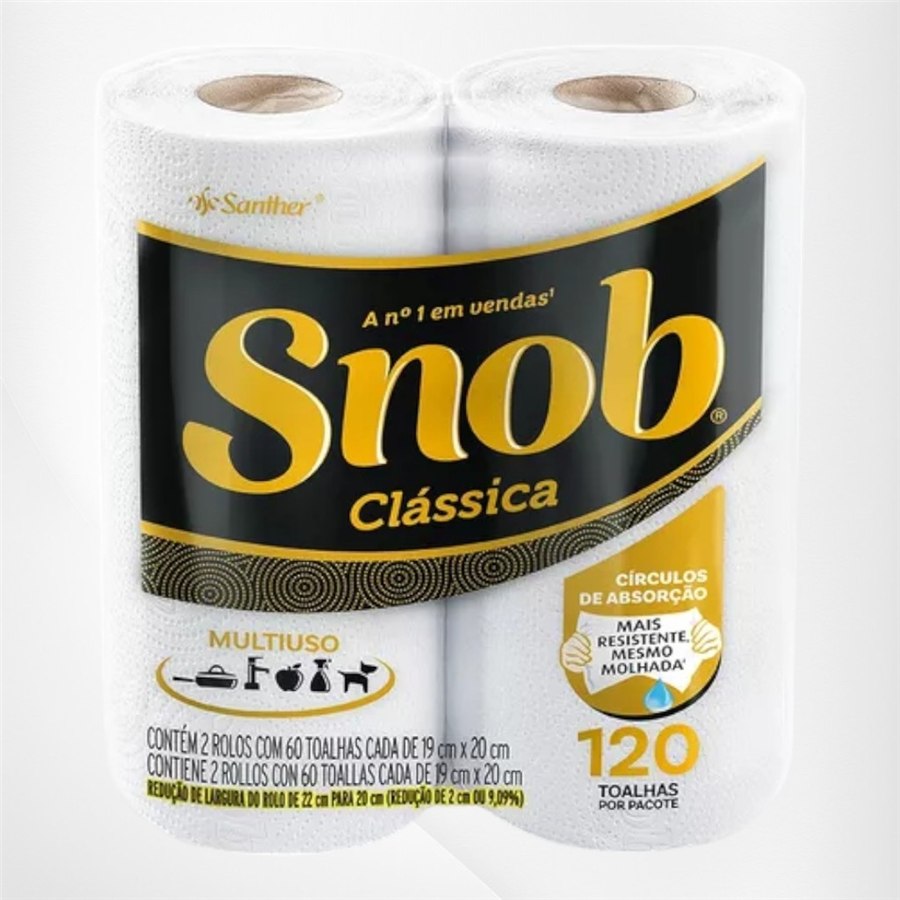 Santher®
A nº 1 em vendas¹
Snob®
Clássica
CÍRCULOS
DE ABSORÇÃO
MAIS
RESISTENTE,
MESMO
MOLHADA¹
MULTIUSO
120
TOALHAS
POR PACOTE
CONTÉM 2 ROLOS COM 60 TOALHAS CADA DE 19 cm x 20 cm
CONTIENE 2 ROLLOS CON 60 TOALLAS CADA DE 19 cm x 20 cm
REDUÇÃO DE LARGURA DO ROLO DE 22 cm PARA 20 cm (REDUÇÃO DE 2 cm OU 9,09%)